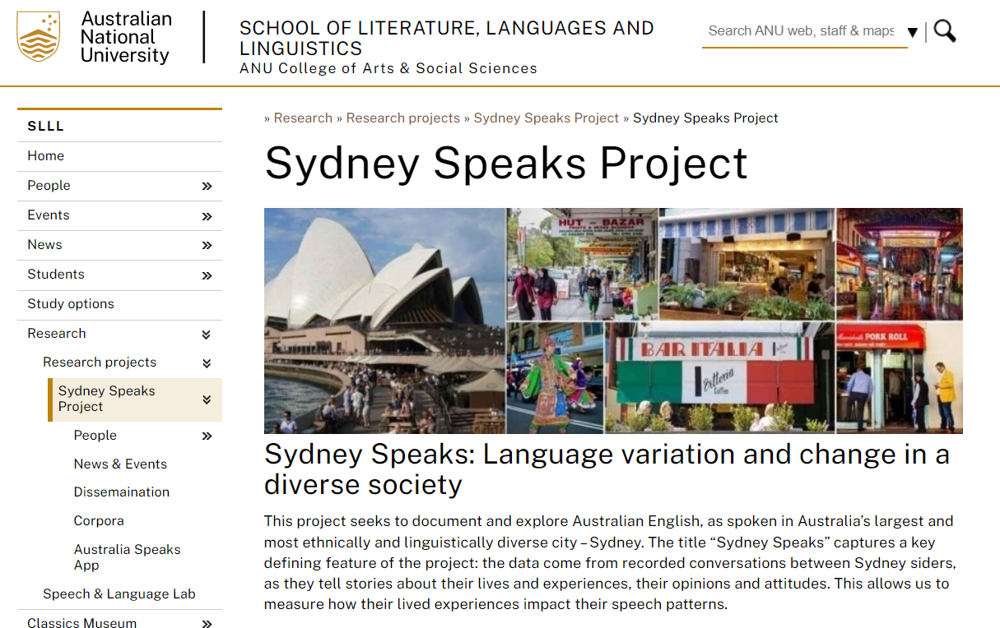 Australian
National
University
SCHOOL OF LITERATURE, LANGUAGES AND
LINGUISTICS
ANU College of Arts & Social Sciences
Search ANU web, staff & maps
SLLL
Home
People
Events
News
Students
Study options
Research
Research projects
Sydney Speaks
Project
People
News & Events
Dissemaination
Corpora
Australia Speaks
App
Speech & Language Lab
Classics Museum
» Research » Research projects » Sydney Speaks Project » Sydney Speaks Project
Sydney Speaks Project
HUT - BAZAR
BAR ITALIA
Vittoria
Coffee
PORK ROLL
Sydney Speaks: Language variation and change in a
diverse society
This project seeks to document and explore Australian English, as spoken in Australia’s largest and
most ethnically and linguistically diverse city – Sydney. The title “Sydney Speaks” captures a key
defining feature of the project: the data come from recorded conversations between Sydney siders,
as they tell stories about their lives and experiences, their opinions and attitudes. This allows us to
measure how their lived experiences impact their speech patterns.